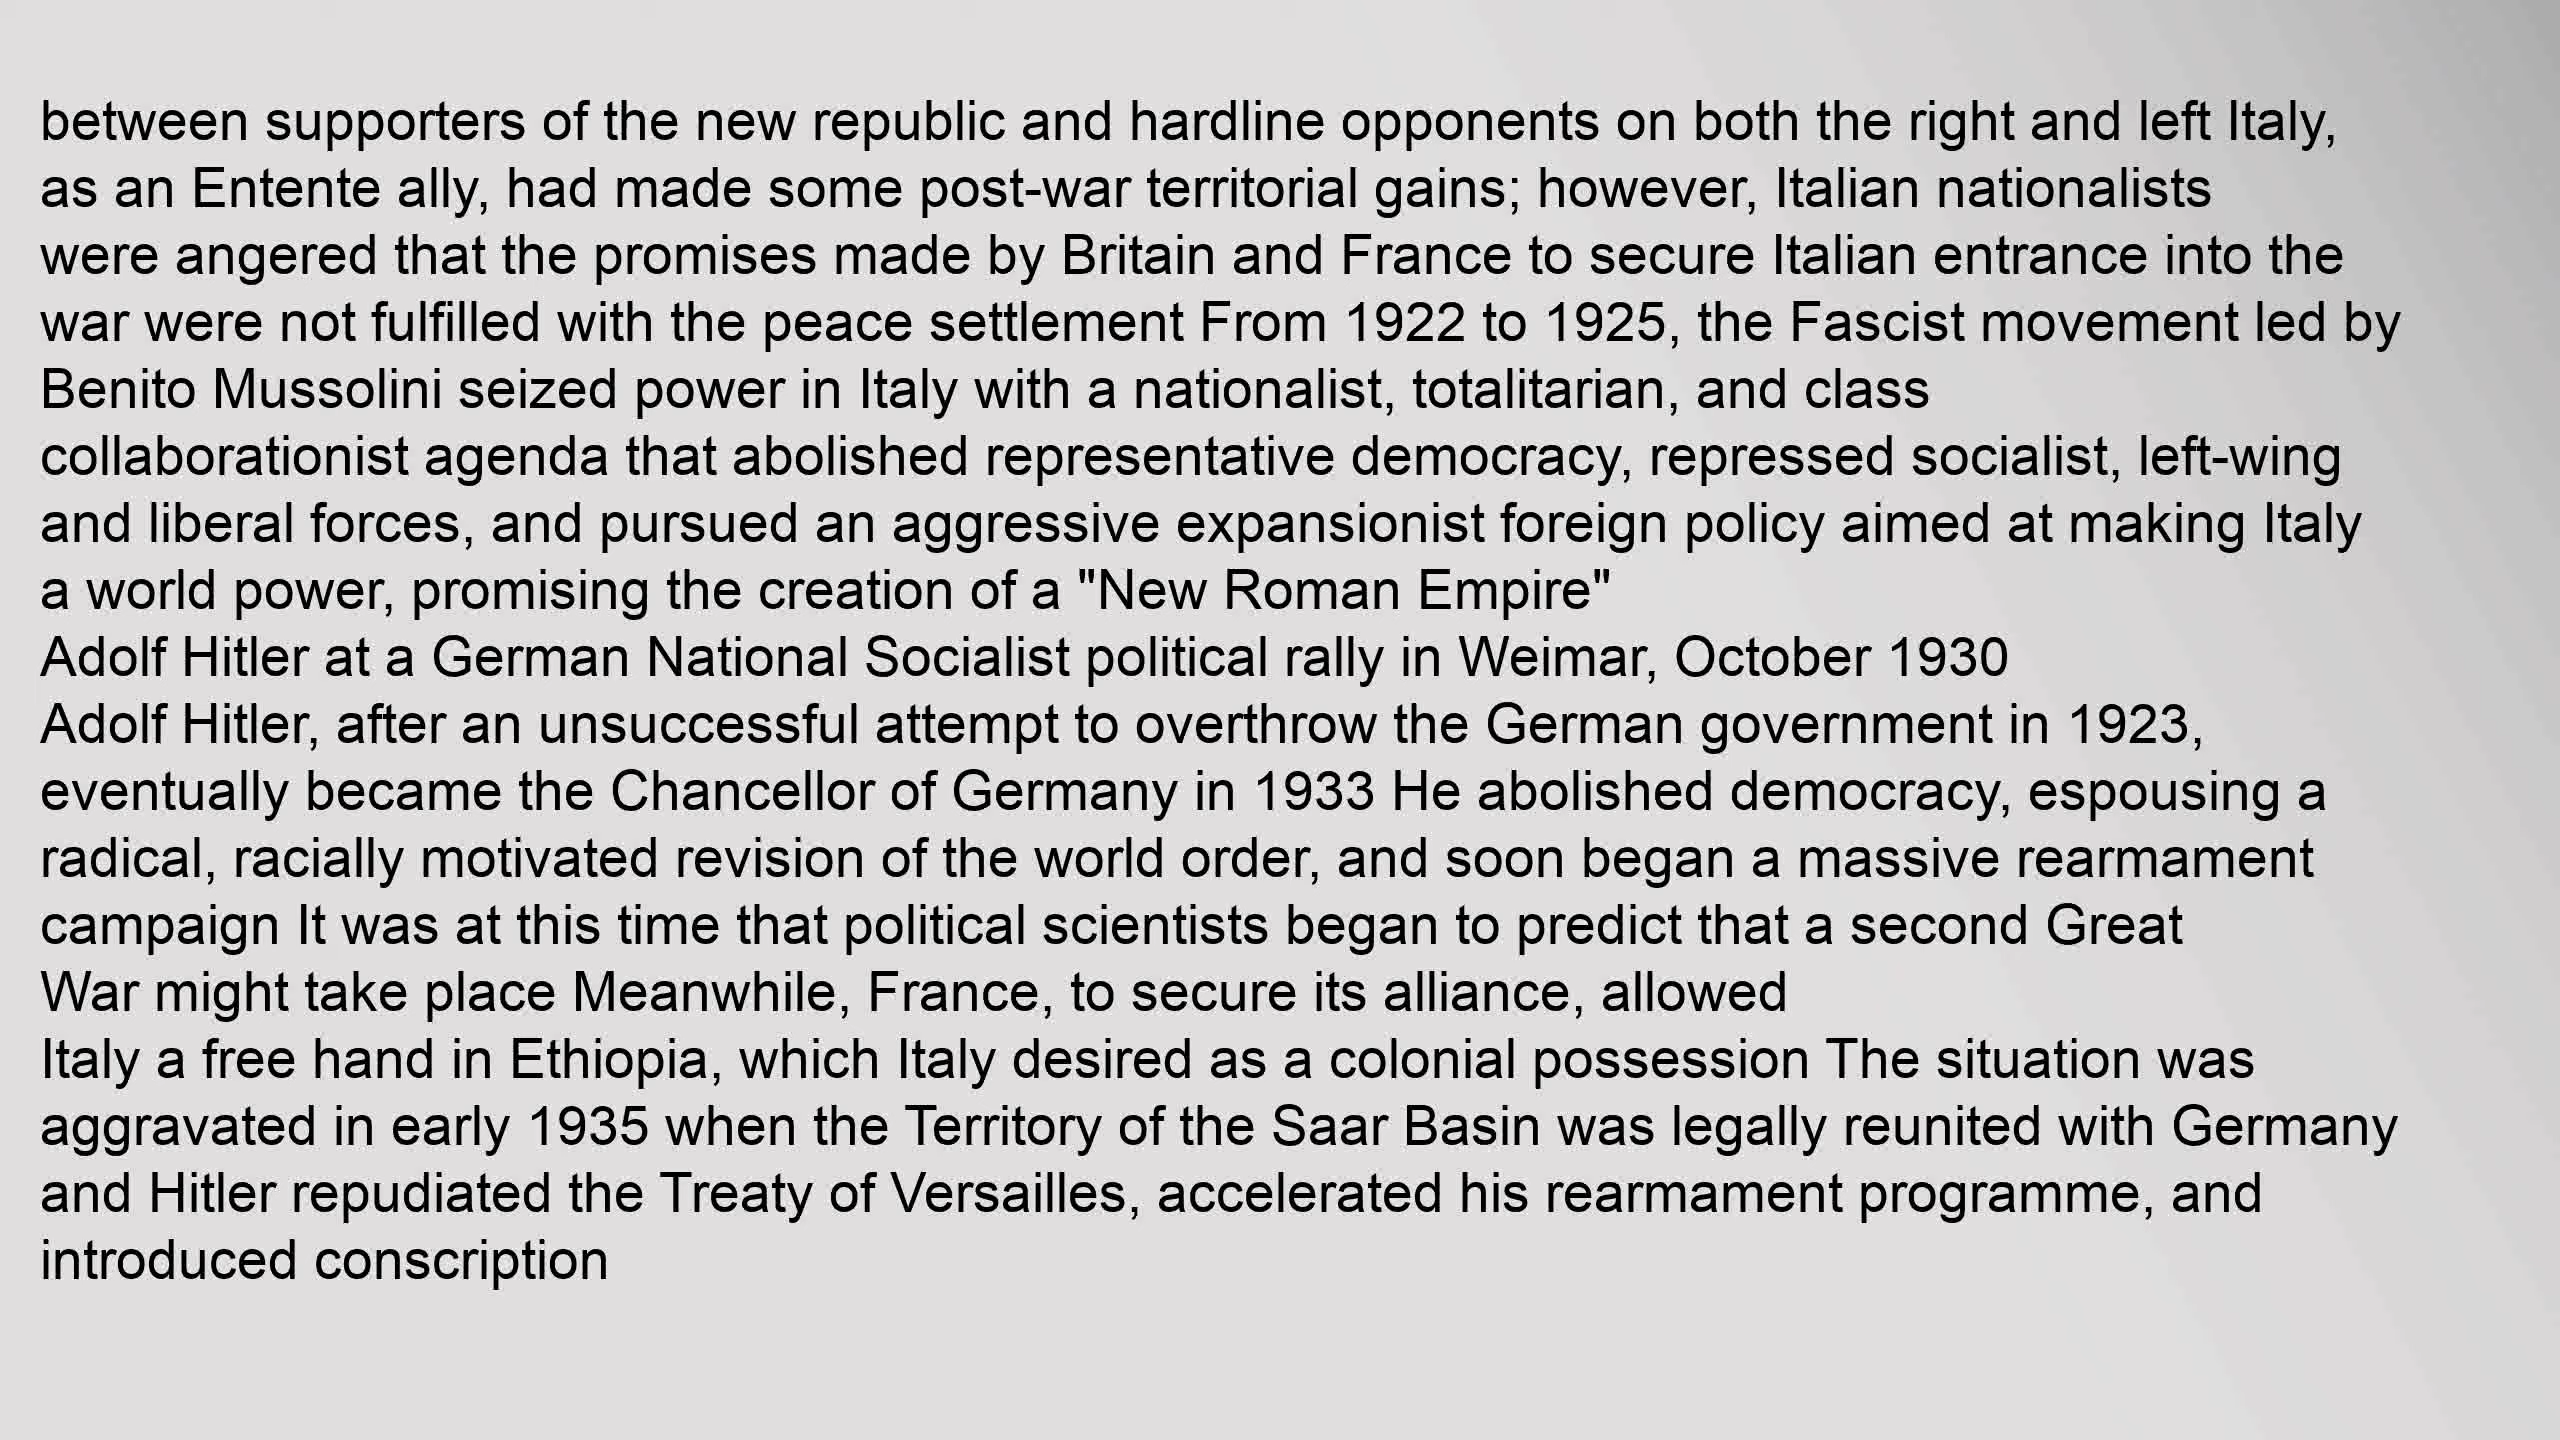 between supporters of the new republic and hardline opponents on both the right and left Italy,
as an Entente ally, had made some post-war territorial gains; however, Italian nationalists
were angered that the promises made by Britain and France to secure Italian entrance into the
war were not fulfilled with the peace settlement From 1922 to 1925, the Fascist movement led by
Benito Mussolini seized power in Italy with a nationalist, totalitarian, and class
collaborationist agenda that abolished representative democracy, repressed socialist, left-wing
and liberal forces, and pursued an aggressive expansionist foreign policy aimed at making Italy
a world power, promising the creation of a "New Roman Empire"
Adolf Hitler at a German National Socialist political rally in Weimar, October 1930
Adolf Hitler, after an unsuccessful attempt to overthrow the German government in 1923,
eventually became the Chancellor of Germany in 1933 He abolished democracy, espousing a
radical, racially motivated revision of the world order, and soon began a massive rearmament
campaign It was at this time that political scientists began to predict that a second Great
War might take place Meanwhile, France, to secure its alliance, allowed
Italy a free hand in Ethiopia, which Italy desired as a colonial possession The situation was
aggravated in early 1935 when the Territory of the Saar Basin was legally reunited with Germany
and Hitler repudiated the Treaty of Versailles, accelerated his rearmament programme, and
introduced conscription